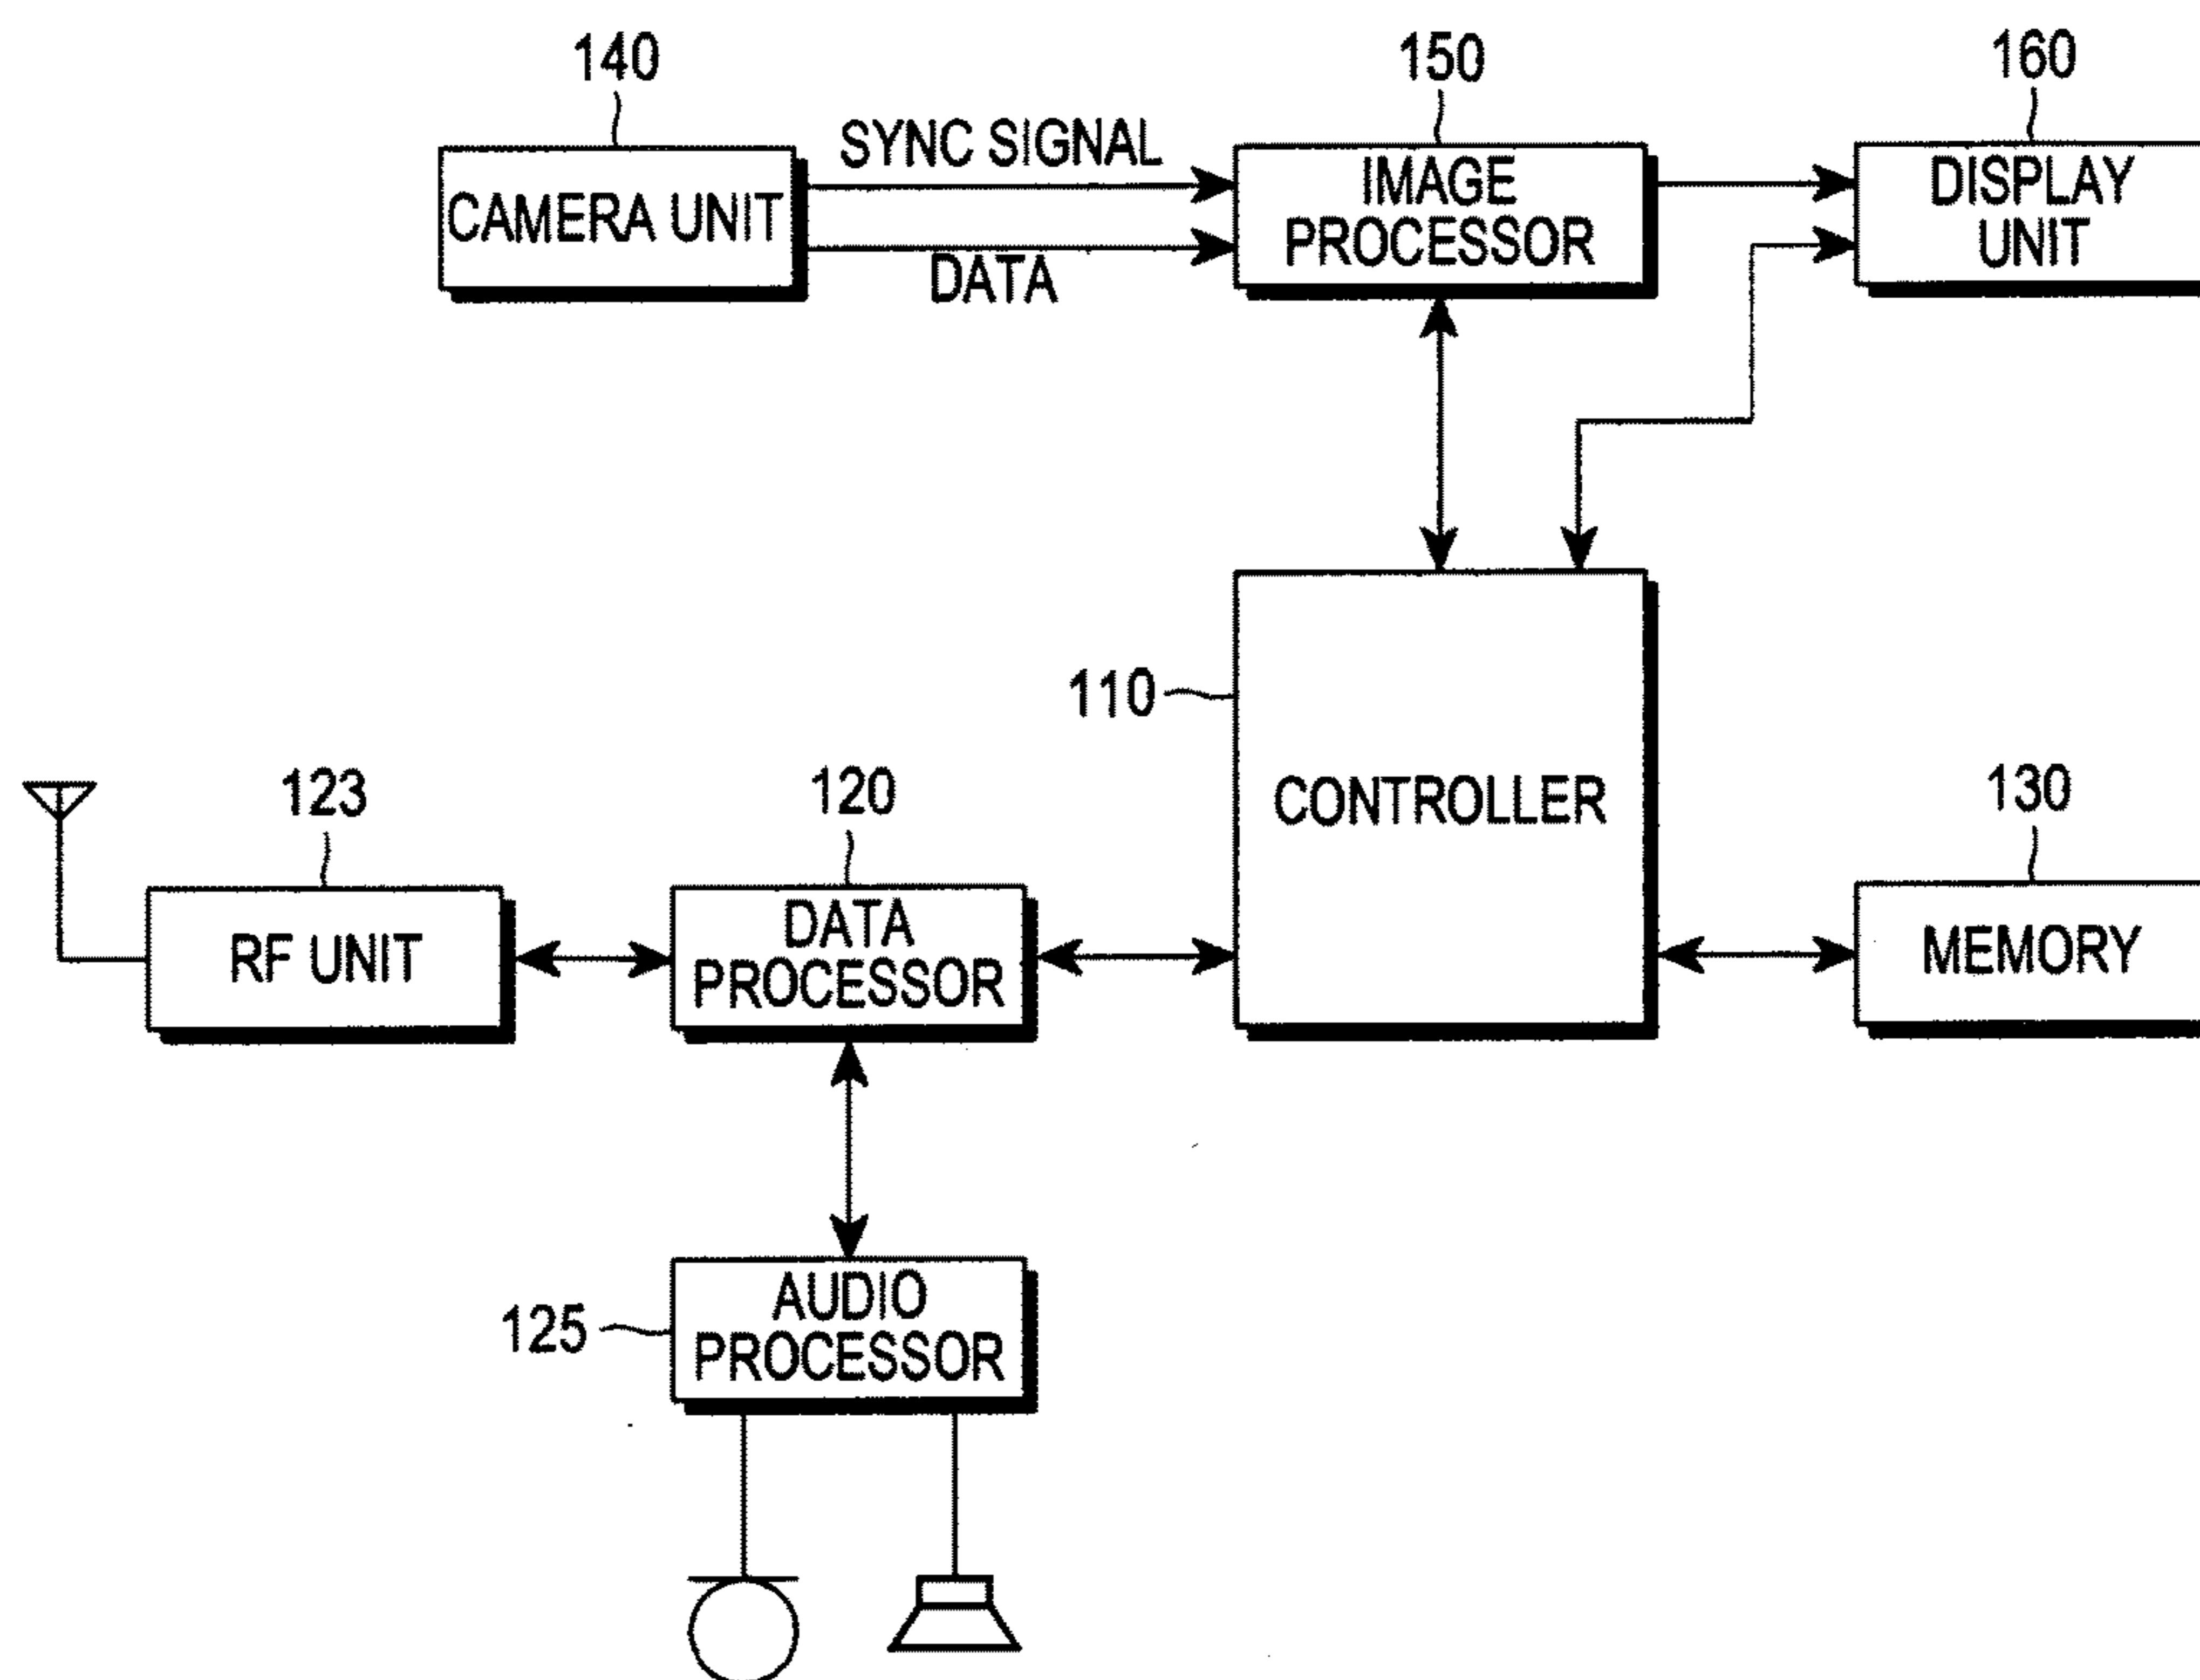 140
150
160
SYNC SIGNAL
CAMERA UNIT
DATA
IMAGE
PROCESSOR
DISPLAY
UNIT
110
CONTROLLER
123
120
130
RF UNIT
DATA
PROCESSOR
MEMORY
125
AUDIO
PROCESSOR